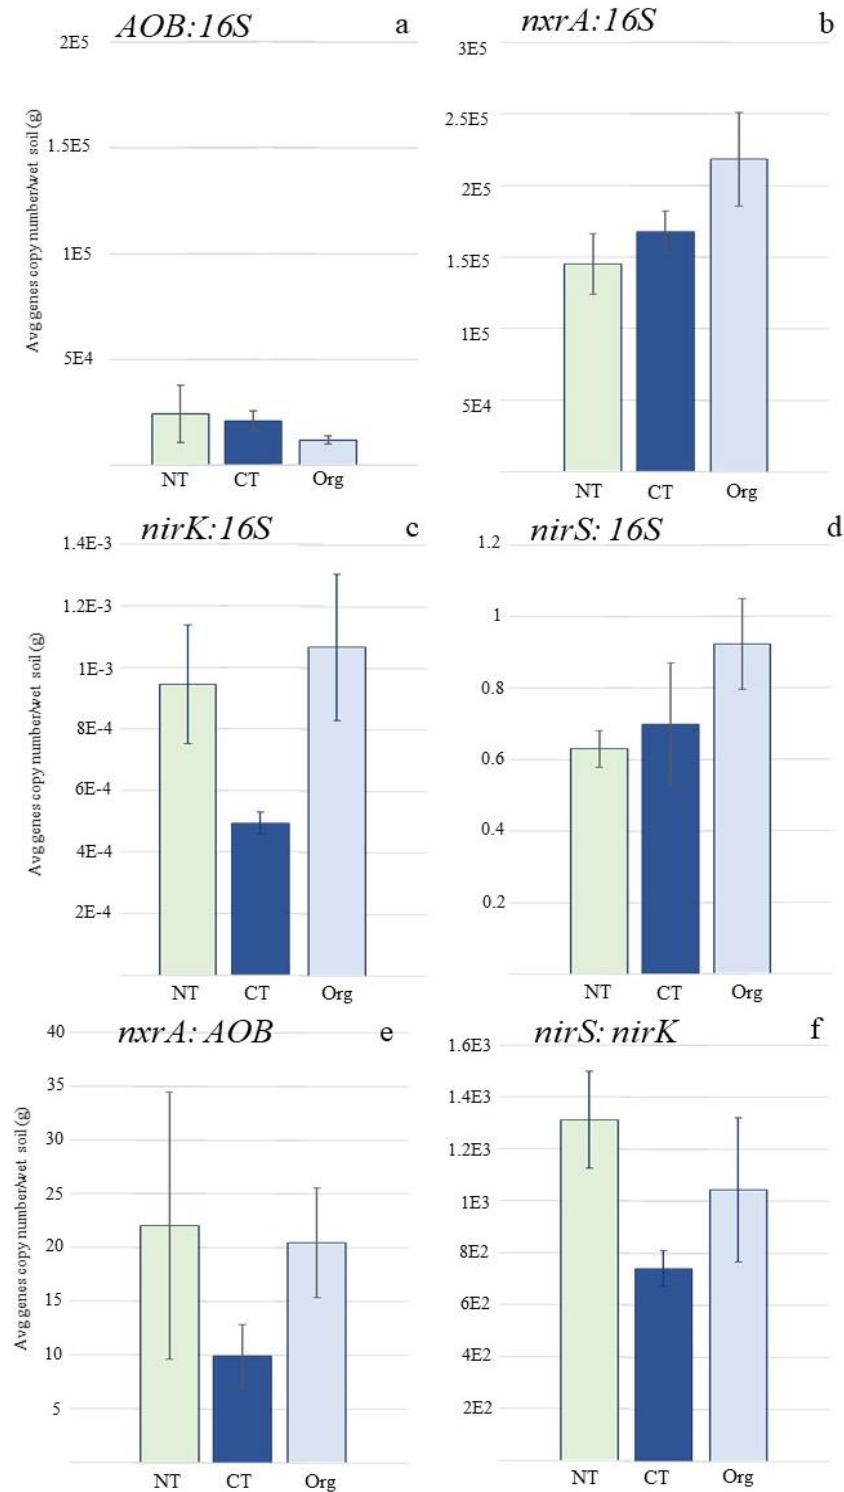 AOB:16S a
2E5
1.5E5
1E5
5E4
Avg genes copy number/wet soil (g)
NT CT Org
nxrA:16S b
3E5
2.5E5
2E5
1.5E5
1E5
5E4
NT CT Org
nirK:16S c
1.4E-3
1.2E-3
1E-3
8E-4
6E-4
4E-4
2E-4
Avg genes copy number/wet soil (g)
NT CT Org
nirS: 16S d
1.2
1
0.8
0.6
0.4
0.2
NT CT Org
nxrA: AOB e
40
35
30
25
20
15
10
5
Avg genes copy number/wet soil (g)
NT CT Org
nirS: nirK f
1.6E3
1.4E3
1.2E3
1E3
8E2
6E2
4E2
2E2
NT CT Org